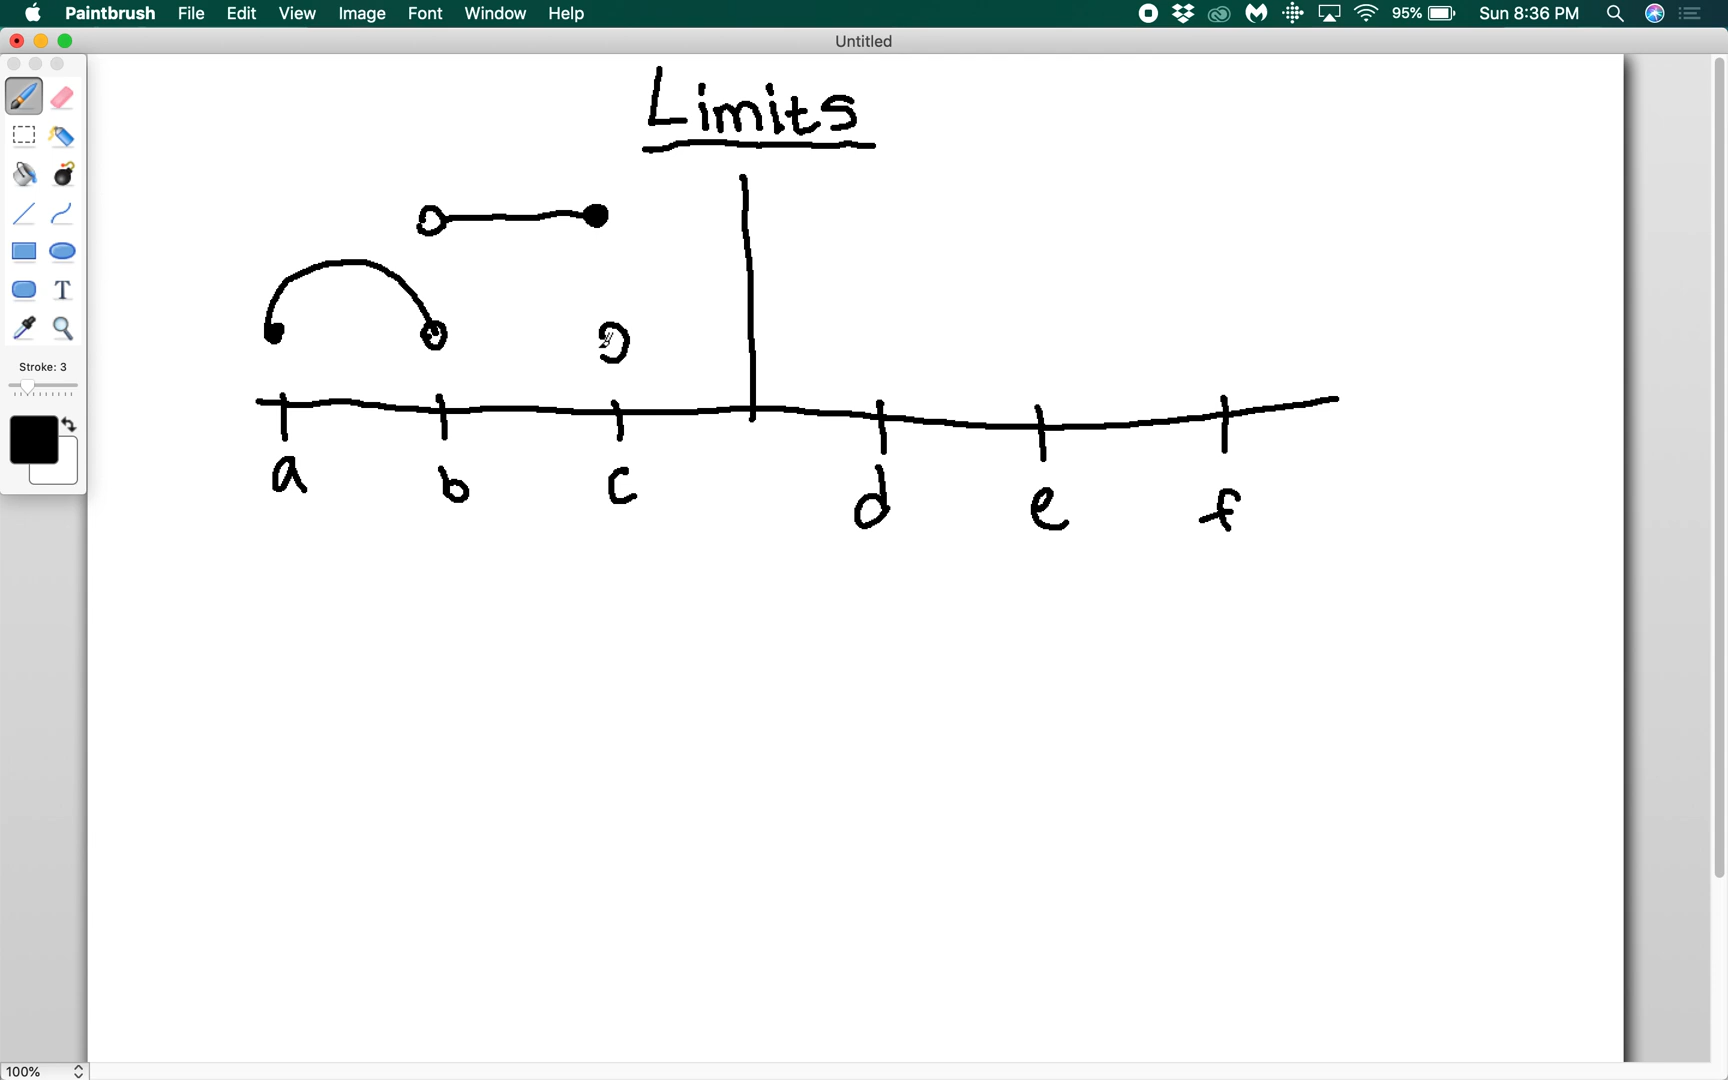 Paintbrush File Edit View Image Font Window Help 95% Sun 8:36 PM
Untitled
Limits
T
Stroke: 3
a b c d e f
100%